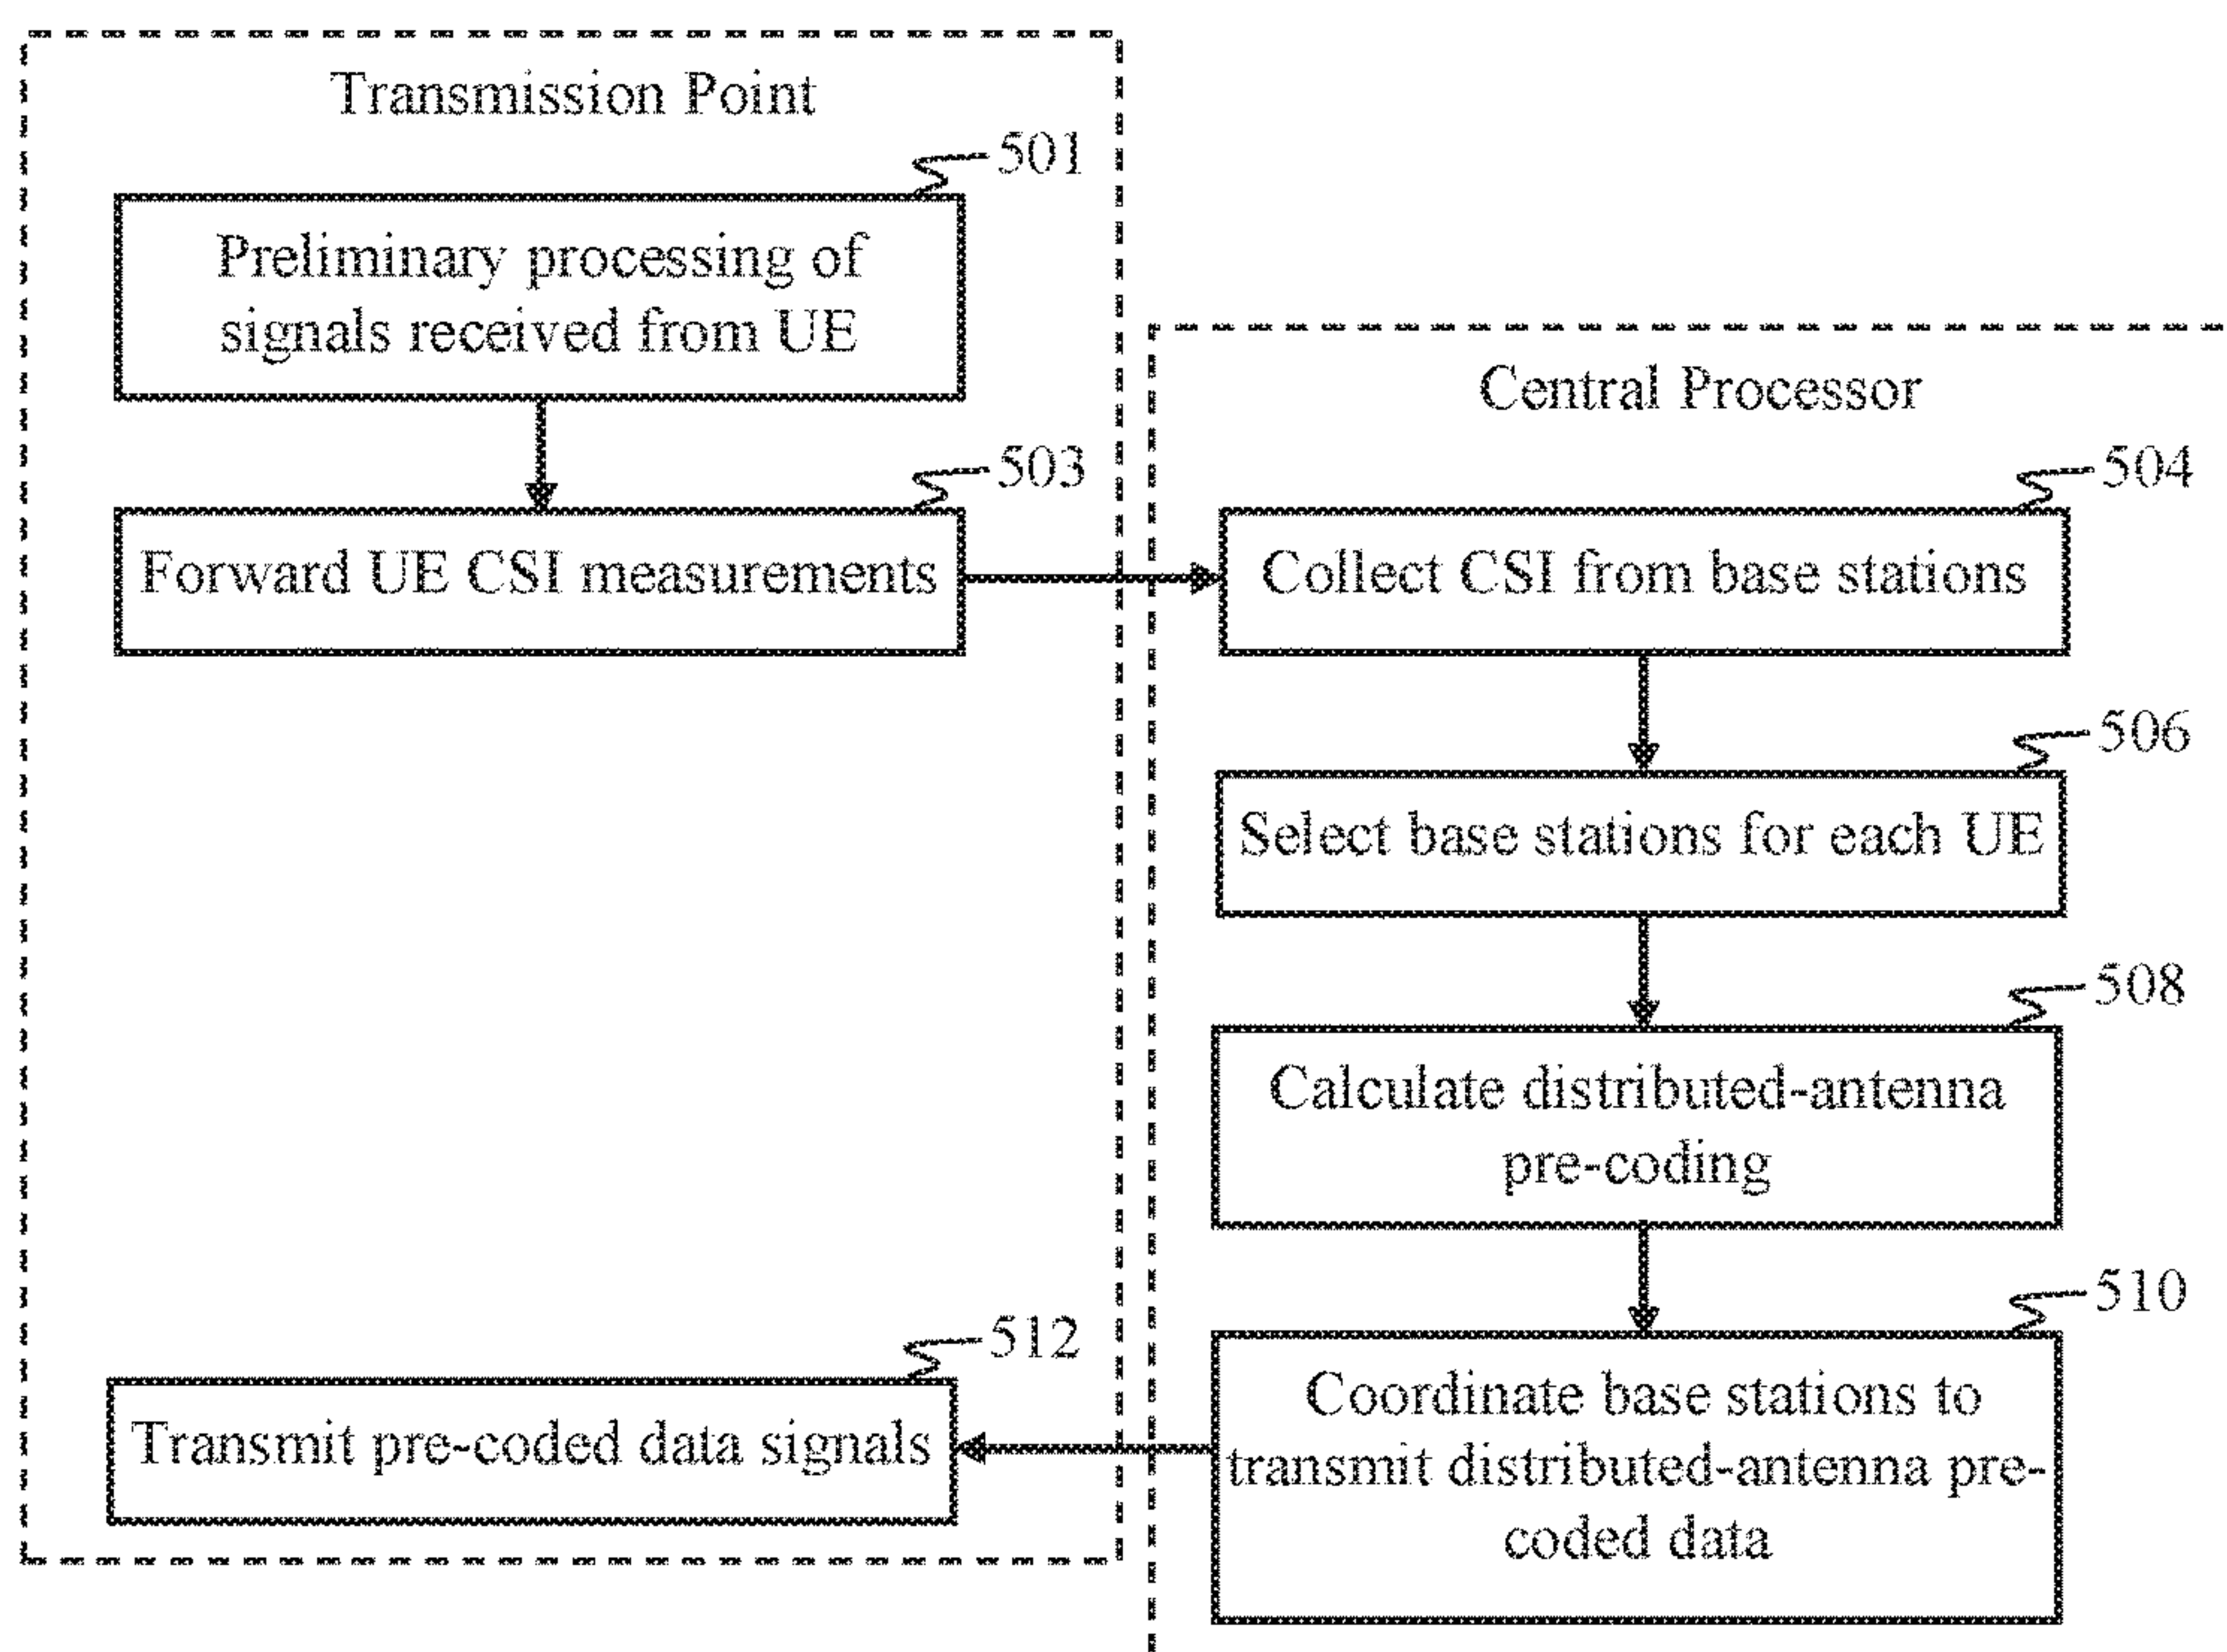 Transmission Point
501
Preliminary processing of
signals received from UE
503
Forward UE CSI measurements
Central Processor
504
Collect CSI from base stations
506
Select base stations for each UE
508
Calculate distributed-antenna
pre-coding
510
Coordinate base stations to
transmit distributed-antenna pre-
coded data
512
Transmit pre-coded data signals